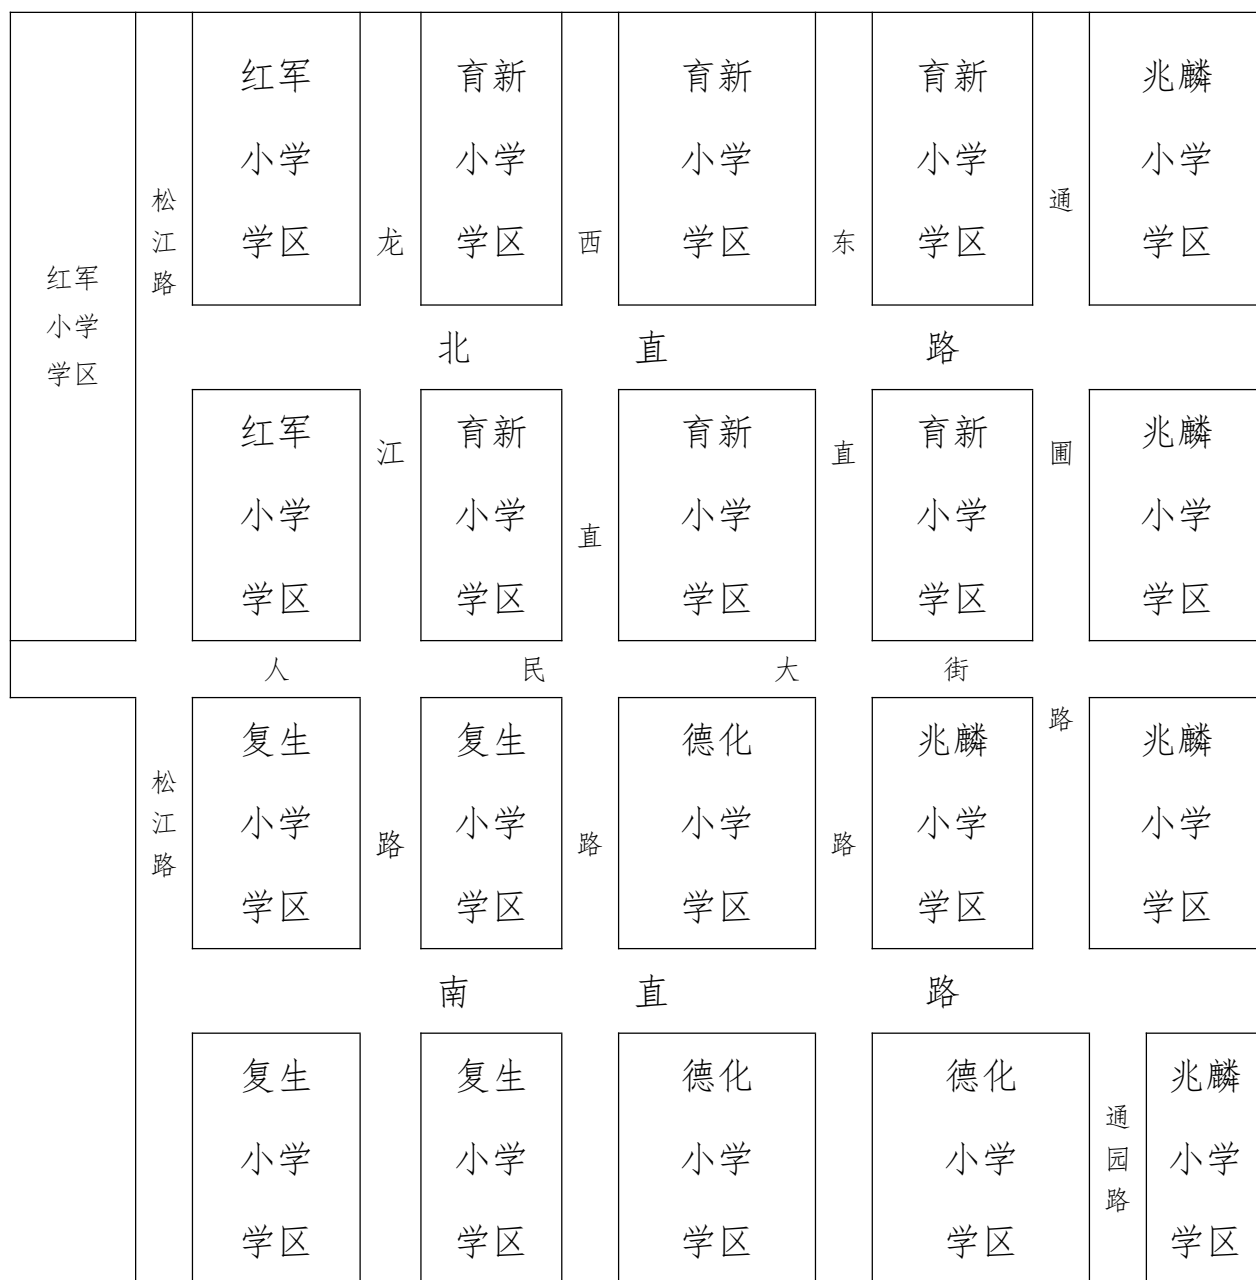 红军
小学
学区
松
江
路
红军
小学
学区
龙
育新
小学
学区
西
育新
小学
学区
东
育新
小学
学区
通
兆麟
小学
学区
北 直 路
红军
小学
学区
江
育新
小学
学区
直
育新
小学
学区
直
育新
小学
学区
圃
兆麟
小学
学区
人 民 大 街
松
江
路
复生
小学
学区
路
复生
小学
学区
路
德化
小学
学区
路
兆麟
小学
学区
路
兆麟
小学
学区
南 直 路
复生
小学
学区
复生
小学
学区
德化
小学
学区
德化
小学
学区
通
园
路
兆麟
小学
学区